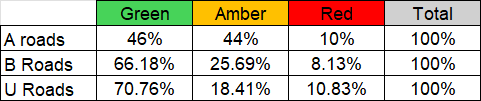 Green Amber Red Total
A roads 46% 44% 10% 100%
B Roads 66.18% 25.69% 8.13% 100%
U Roads 70.76% 18.41% 10.83% 100%